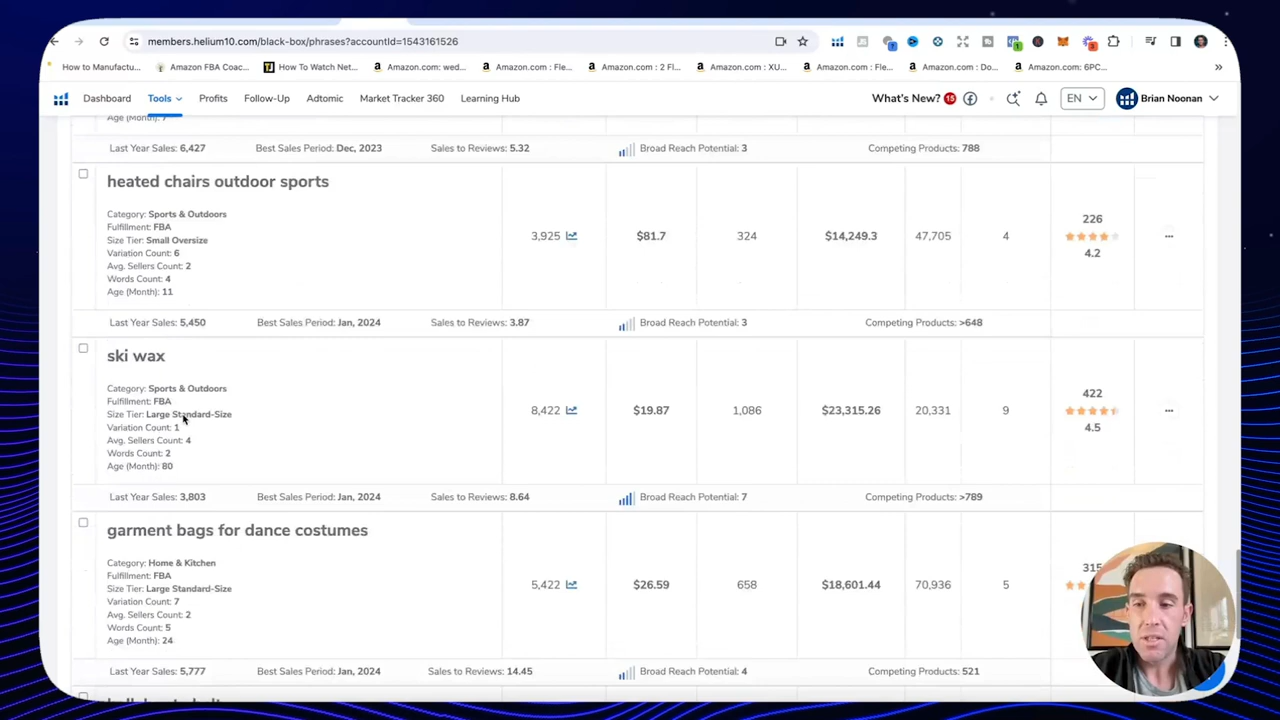 members.helium10.com/black-box/phrases?accountId=1543161526
How to Manufactu...
Amazon FBA Coac...
How To Watch Net...
Amazon.com: wed...
Amazon.com : Fle...
Amazon.com : 2 Fl...
Amazon.com : XU...
Amazon.com : Fle...
Amazon.com : Do...
Amazon.com: 6PC...
»
Dashboard
Tools
Profits
Follow-Up
Adtomic
Market Tracker 360
Learning Hub
What's New? 15
EN
Brian Noonan
Age (Month): 7
Last Year Sales: 6,427
Best Sales Period: Dec, 2023
Sales to Reviews: 5.32
Broad Reach Potential: 3
Competing Products: 788
heated chairs outdoor sports
Category: Sports & Outdoors
Fulfillment: FBA
Size Tier: Small Oversize
Variation Count: 6
Avg. Sellers Count: 2
Words Count: 4
Age (Month): 11
3,925
$81.7
324
$14,249.3
47,705
4
226
4.2
Last Year Sales: 5,450
Best Sales Period: Jan, 2024
Sales to Reviews: 3.87
Broad Reach Potential: 3
Competing Products: >648
ski wax
Category: Sports & Outdoors
Fulfillment: FBA
Size Tier: Large Standard-Size
Variation Count: 1
Avg. Sellers Count: 4
Words Count: 2
Age (Month): 80
8,422
$19.87
1,086
$23,315.26
20,331
9
422
4.5
Last Year Sales: 3,803
Best Sales Period: Jan, 2024
Sales to Reviews: 8.64
Broad Reach Potential: 7
Competing Products: >789
garment bags for dance costumes
Category: Home & Kitchen
Fulfillment: FBA
Size Tier: Large Standard-Size
Variation Count: 7
Avg. Sellers Count: 2
Words Count: 5
Age (Month): 24
5,422
$26.59
658
$18,601.44
70,936
5
315
Last Year Sales: 5,777
Best Sales Period: Jan, 2024
Sales to Reviews: 14.45
Broad Reach Potential: 4
Competing Products: 521